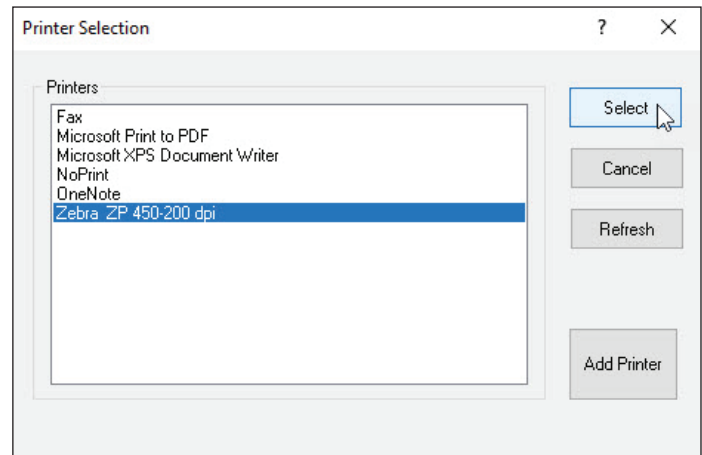 Printer Selection
?
Printers
Fax
Microsoft Print to PDF
Microsoft XPS Document Writer
NoPrint
OneNote
Zebra ZP 450-200 dpi
Select
Cancel
Refresh
Add Printer